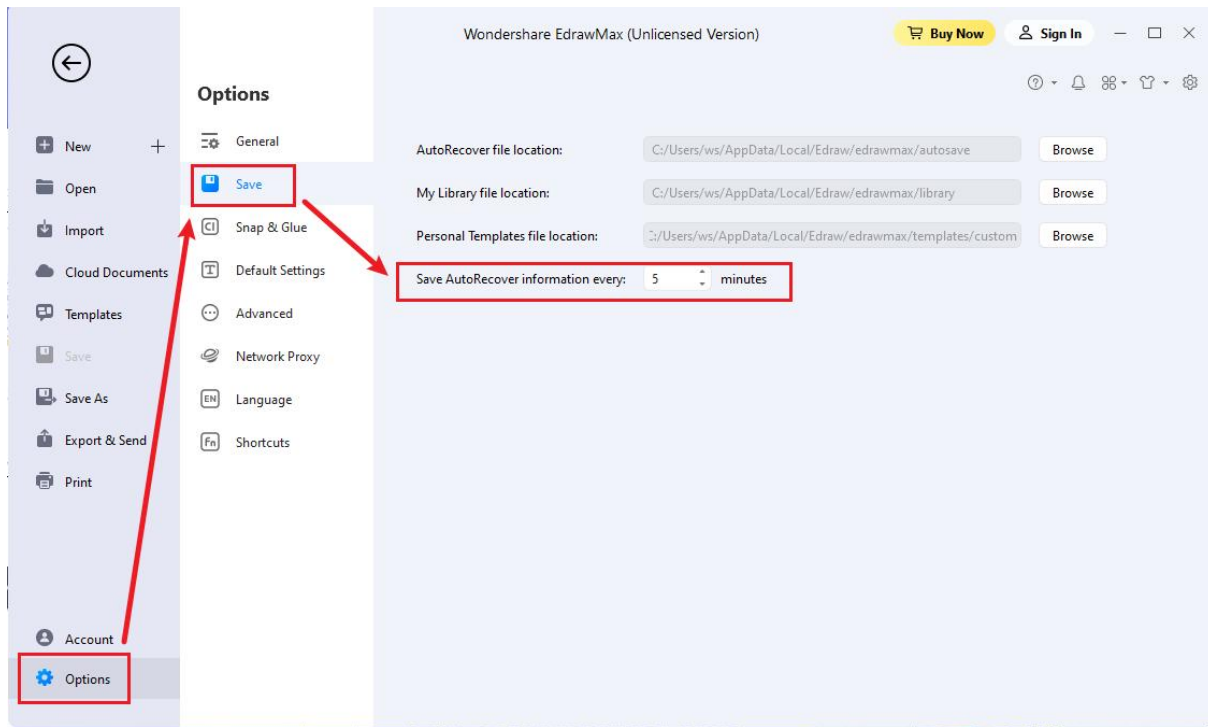 Wondershare EdrawMax (Unlicensed Version)
Buy Now
Sign In
Options
New
Open
Import
Cloud Documents
Templates
Save
Save As
Export & Send
Print
Account
Options
General
Save
Snap & Glue
Default Settings
Advanced
Network Proxy
EN Language
Fn Shortcuts
AutoRecover file location: C:/Users/ws/AppData/Local/Edraw/edrawmax/autosave Browse
My Library file location: C:/Users/ws/AppData/Local/Edraw/edrawmax/library Browse
Personal Templates file location: :/Users/ws/AppData/Local/Edraw/edrawmax/templates/custom Browse
Save AutoRecover information every: 5 minutes